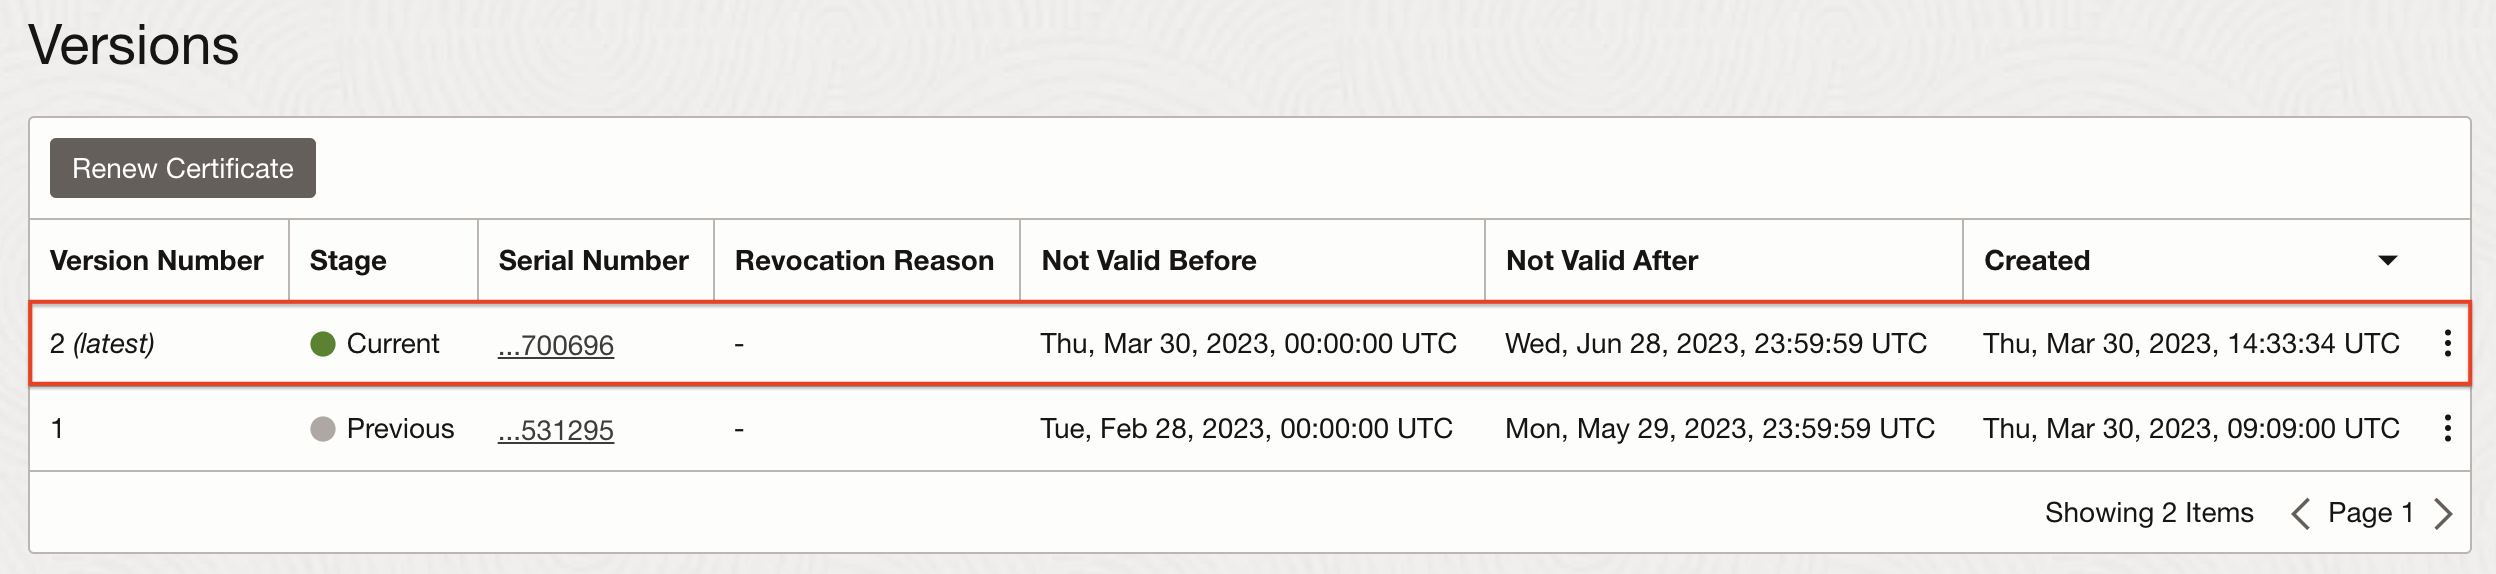 Versions
Renew Certificate
Version Number Stage Serial Number Revocation Reason Not Valid Before Not Valid After Created
2 (latest) Current ...700696 - Thu, Mar 30, 2023, 00:00:00 UTC Wed, Jun 28, 2023, 23:59:59 UTC Thu, Mar 30, 2023, 14:33:34 UTC
1 Previous ...531295 - Tue, Feb 28, 2023, 00:00:00 UTC Mon, May 29, 2023, 23:59:59 UTC Thu, Mar 30, 2023, 09:09:00 UTC
Showing 2 Items Page 1